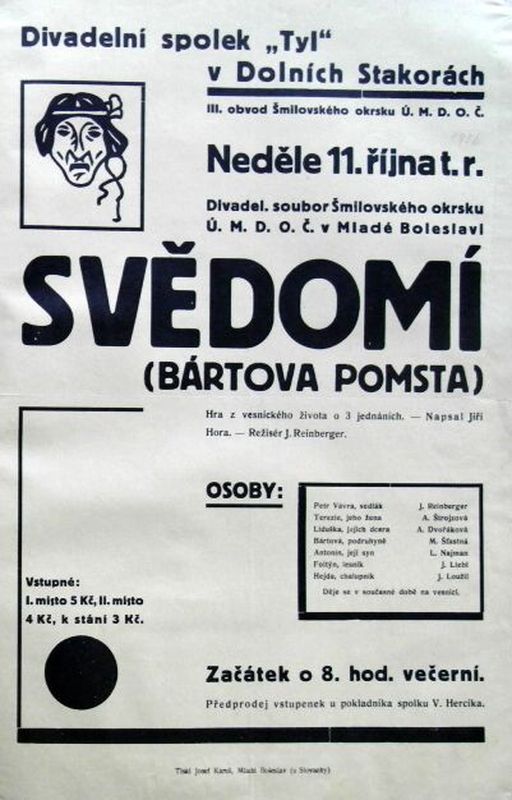 Divadelní spolek „Tyl"
v Dolních Stakorách
III. obvod Šmilovského okrsku Ú. M. D. O. Č.
1936
Neděle 11. října t. r.
Divadel. soubor Šmilovského okrsku
Ú. M. D. O. Č. v Mladé Boleslavi
SVĚDOMÍ
(BÁRTOVA POMSTA)
Hra z vesnického života o 3 jednáních. — Napsal Jiří
Hora. — Režisér J. Reinberger.
OSOBY:
Petr Vávra, sedlák J. Reinberger
Terezie, jeho žena A. Štrojsová
Liduška, jejich dcera A. Dvořáková
Bártová, podruhyně M. Šťastná
Antonín, její syn L. Najman
Foltýn, lesník J. Liebl
Hejda, chalupník J. Loužil
Děje se v současné době na vesnici.
Vstupné:
I. místo 5 Kč, II. místo
4 Kč, k stání 3 Kč.
Začátek o 8. hod. večerní.
Předprodej vstupenek u pokladníka spolku V. Hercíka.
Tiskl Josef Kamil, Mladá Boleslav (u Slovanky)